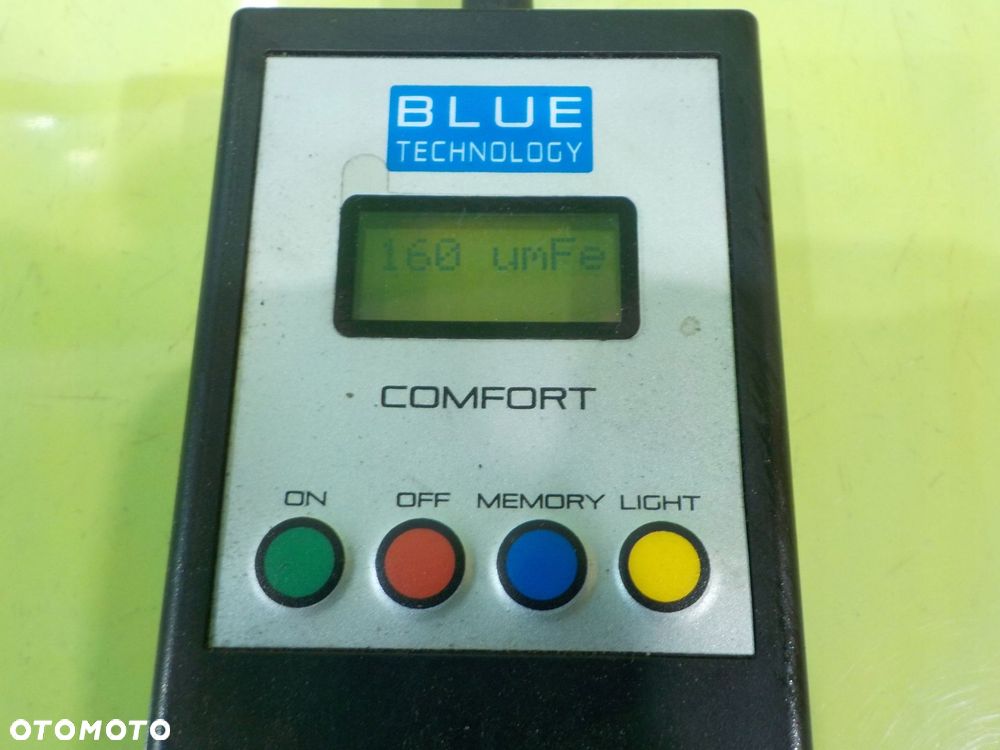 BLUE
TECHNOLOGY
160 umFe
COMFORT
ON OFF MEMORY LIGHT
OTOMOTO